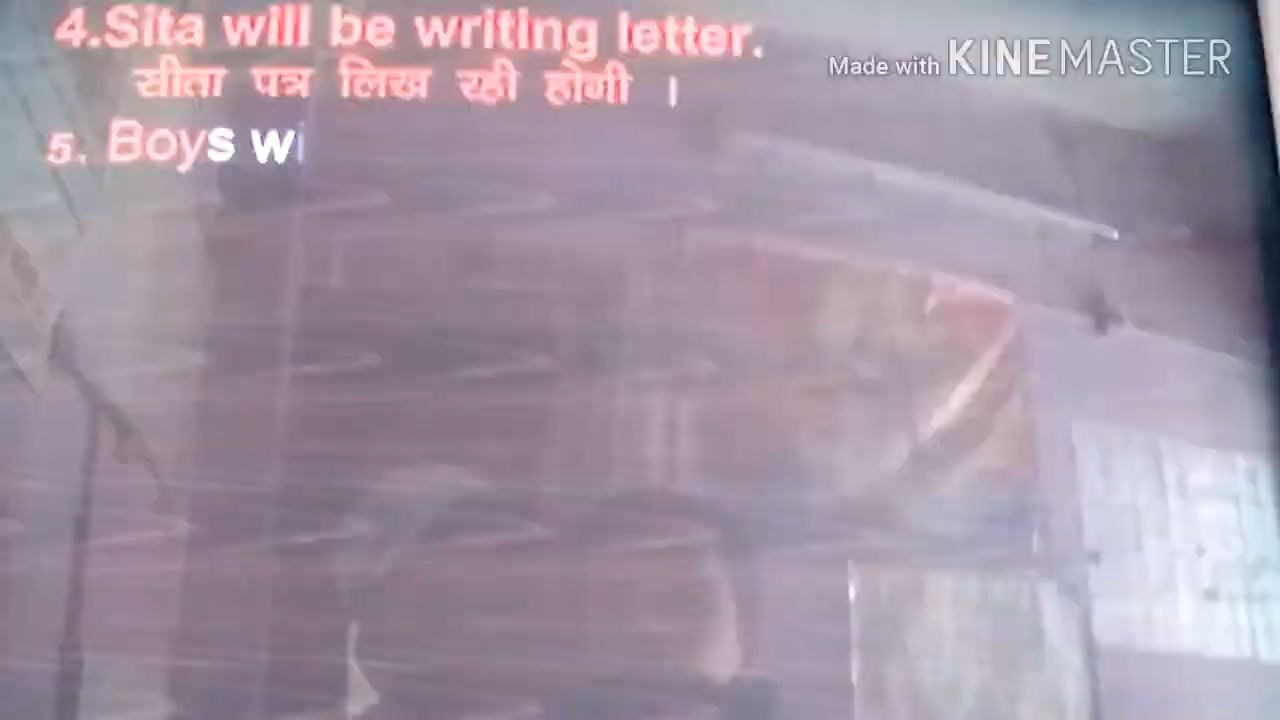 4.Sita will be writing letter.
Made with KINEMASTER
सीता पत्र लिख रही होगी ।
5. Boys wi